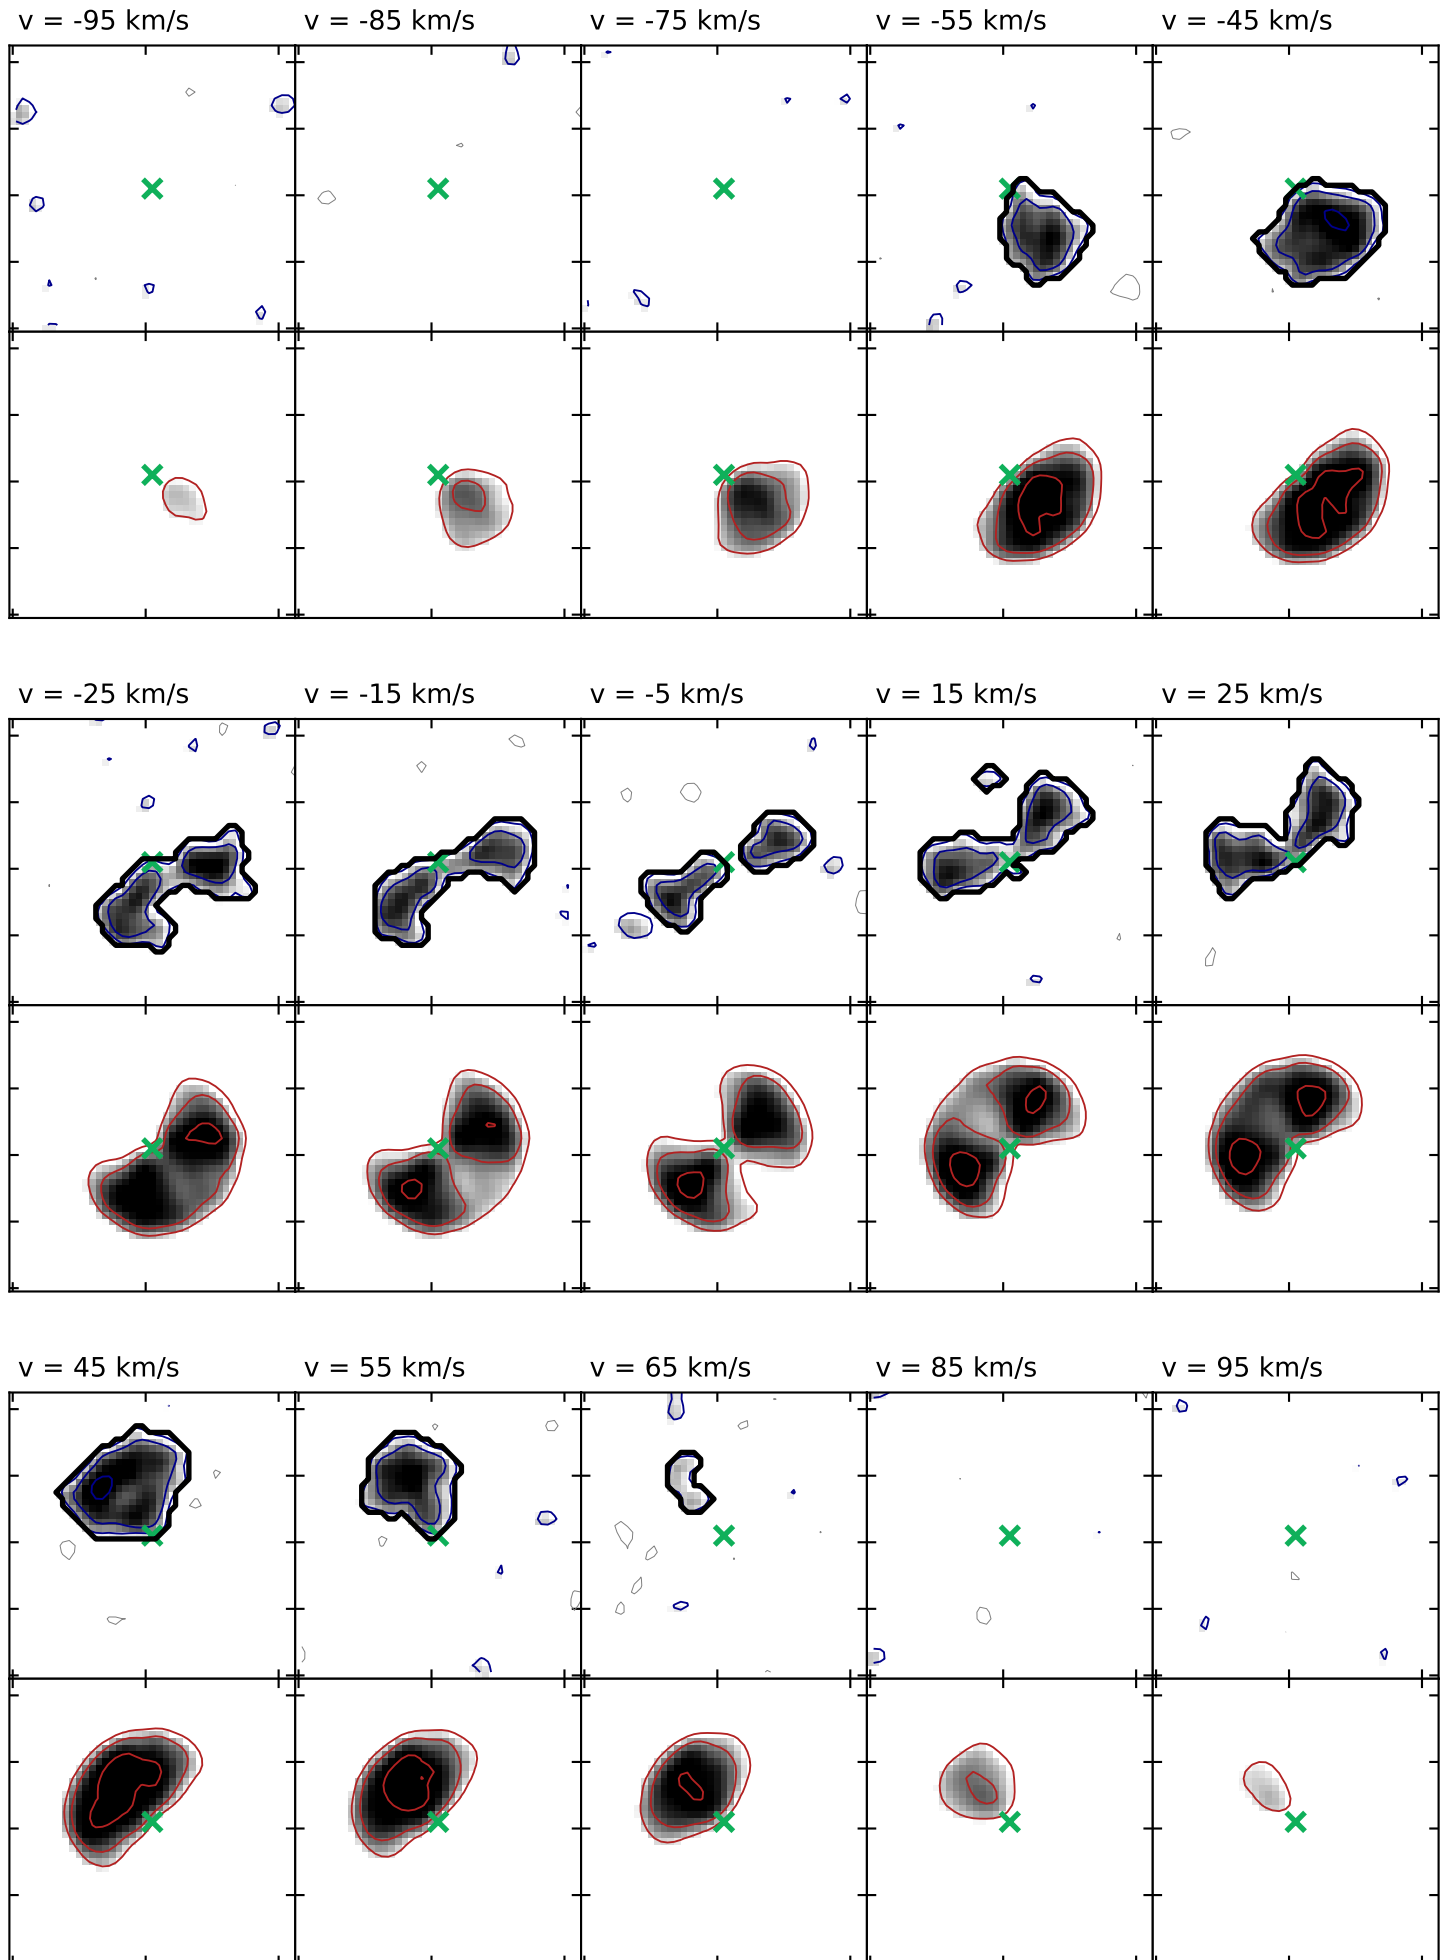 v = -95 km/s v = -85 km/s v = -75 km/s v = -55 km/s v = -45 km/s
v = -25 km/s v = -15 km/s v = -5 km/s v = 15 km/s v = 25 km/s
v = 45 km/s v = 55 km/s v = 65 km/s v = 85 km/s v = 95 km/s